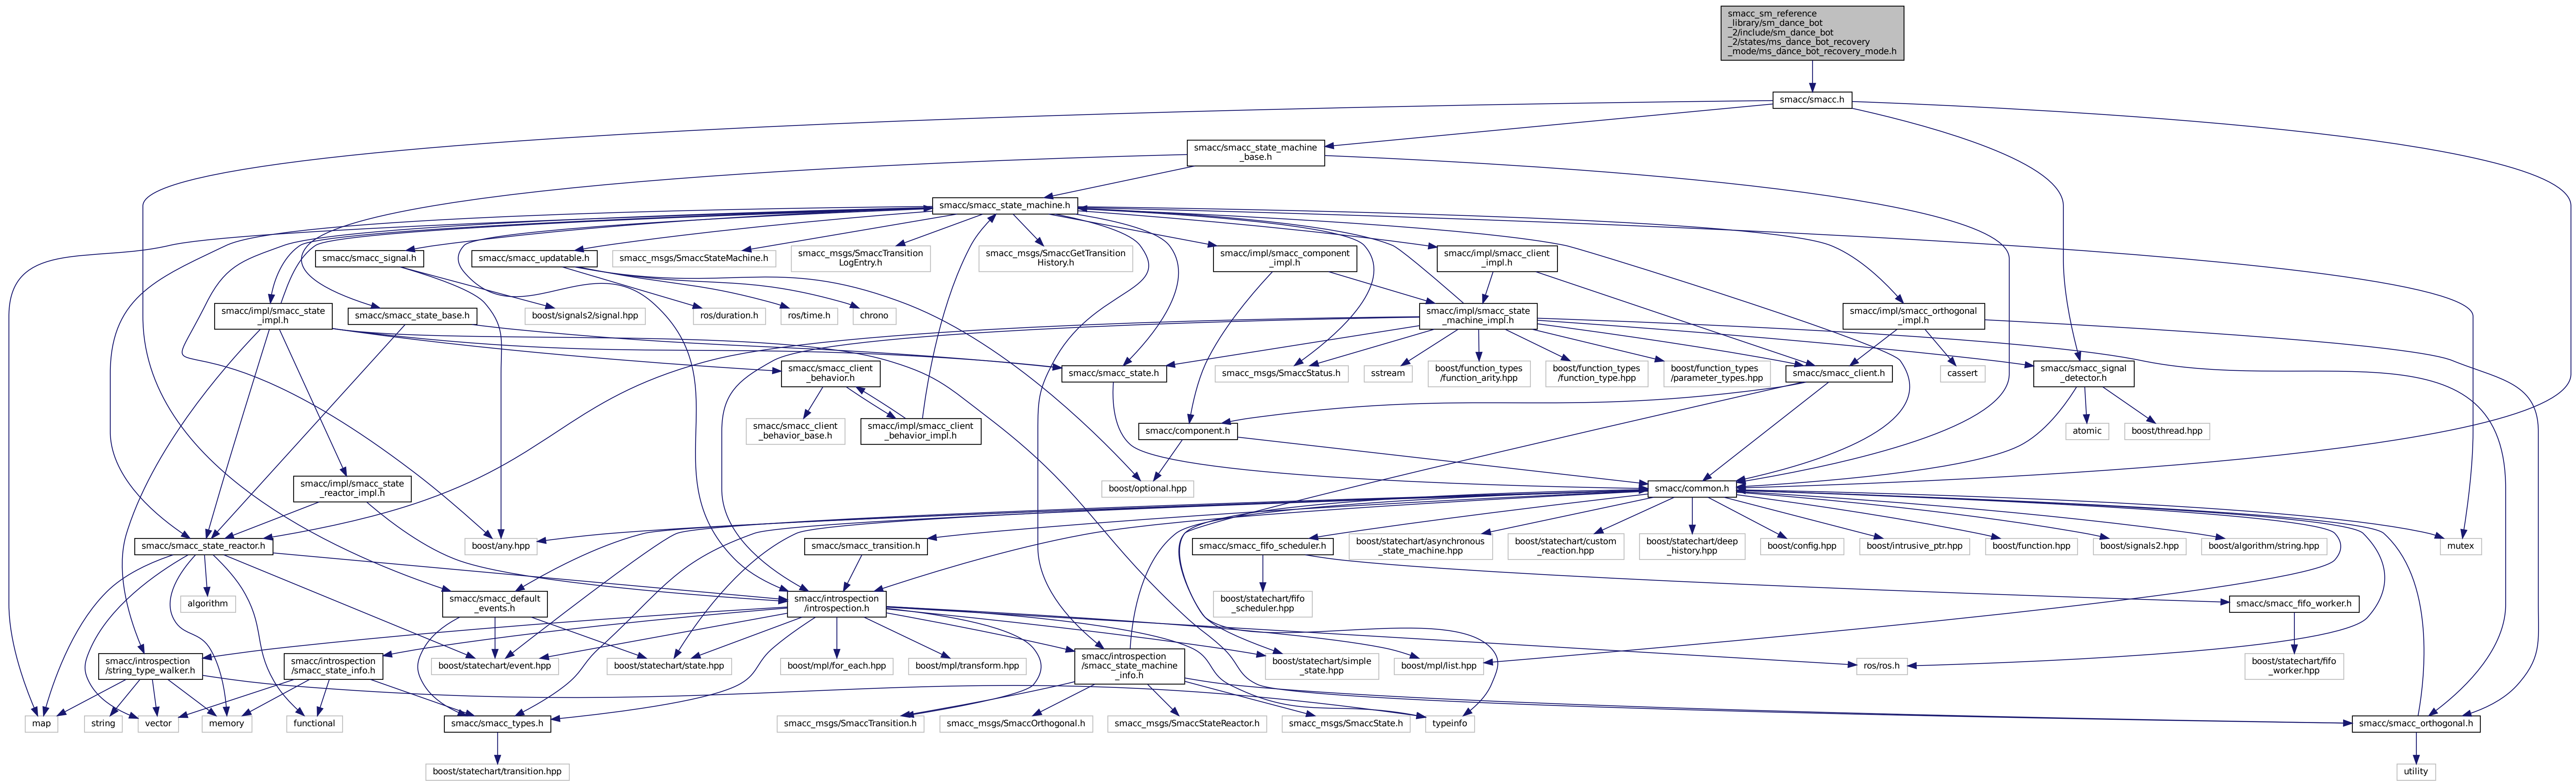 smacc_sm_reference
_library/sm_dance_bot
_2/include/sm_dance_bot
_2/states/ms_dance_bot_recovery
_mode/ms_dance_bot_recovery_mode.h
smacc/smacc.h
smacc/smacc_state_machine
_base.h
smacc/smacc_state_machine.h
smacc/smacc_signal.h
smacc/smacc_updatable.h
smacc_msgs/SmaccStateMachine.h
smacc_msgs/SmaccTransition
LogEntry.h
smacc_msgs/SmaccGetTransition
History.h
smacc/impl/smacc_component
_impl.h
smacc/impl/smacc_client
_impl.h
smacc/impl/smacc_state
_impl.h
smacc/smacc_state_base.h
boost/signals2/signal.hpp
ros/duration.h
ros/time.h
chrono
smacc/impl/smacc_state
_machine_impl.h
smacc/impl/smacc_orthogonal
_impl.h
smacc/smacc_client
_behavior.h
smacc/smacc_state.h
smacc_msgs/SmaccStatus.h
sstream
boost/function_types
/function_arity.hpp
boost/function_types
/function_type.hpp
boost/function_types
/parameter_types.hpp
smacc/smacc_client.h
cassert
smacc/smacc_signal
_detector.h
smacc/smacc_client
_behavior_base.h
smacc/impl/smacc_client
_behavior_impl.h
smacc/component.h
atomic
boost/thread.hpp
smacc/impl/smacc_state
_reactor_impl.h
boost/optional.hpp
smacc/common.h
smacc/smacc_state_reactor.h
boost/any.hpp
smacc/smacc_transition.h
smacc/smacc_fifo_scheduler.h
boost/statechart/asynchronous
_state_machine.hpp
boost/statechart/custom
_reaction.hpp
boost/statechart/deep
_history.hpp
boost/config.hpp
boost/intrusive_ptr.hpp
boost/function.hpp
boost/signals2.hpp
boost/algorithm/string.hpp
mutex
algorithm
smacc/smacc_default
_events.h
smacc/introspection
/introspection.h
boost/statechart/fifo
_scheduler.hpp
smacc/smacc_fifo_worker.h
smacc/introspection
/string_type_walker.h
smacc/introspection
/smacc_state_info.h
boost/statechart/event.hpp
boost/statechart/state.hpp
boost/mpl/for_each.hpp
boost/mpl/transform.hpp
smacc/introspection
/smacc_state_machine
_info.h
boost/statechart/simple
_state.hpp
boost/mpl/list.hpp
ros/ros.h
boost/statechart/fifo
_worker.hpp
map
string
vector
memory
functional
smacc/smacc_types.h
smacc_msgs/SmaccTransition.h
smacc_msgs/SmaccOrthogonal.h
smacc_msgs/SmaccStateReactor.h
smacc_msgs/SmaccState.h
typeinfo
smacc/smacc_orthogonal.h
boost/statechart/transition.hpp
utility